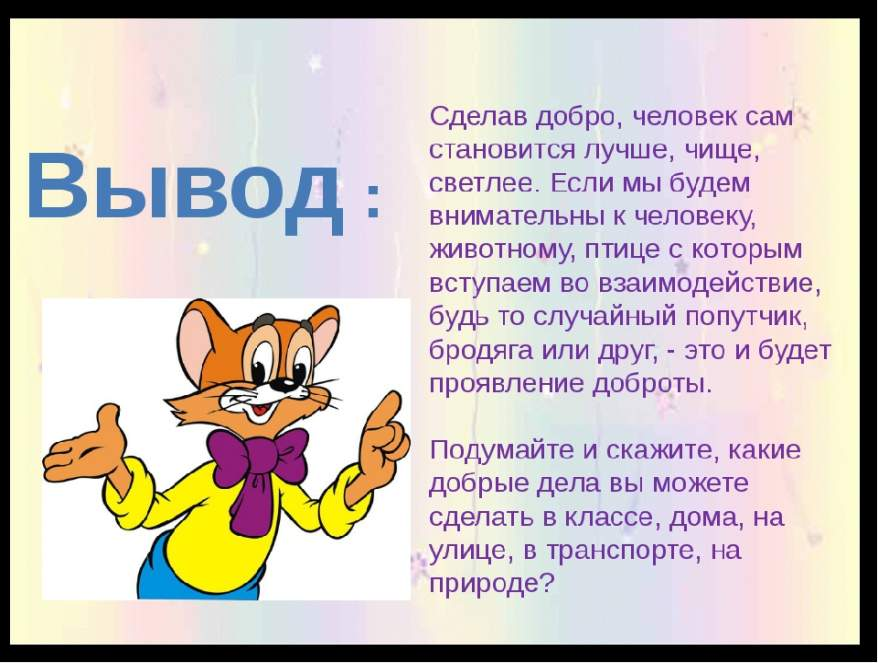 Вывод :
Сделав добро, человек сам
становится лучше, чище,
светлее. Если мы будем
внимательны к человеку,
животному, птице с которым
вступаем во взаимодействие,
будь то случайный попутчик,
бродяга или друг, - это и будет
проявление доброты.
Подумайте и скажите, какие
добрые дела вы можете
сделать в классе, дома, на
улице, в транспорте, на
природе?